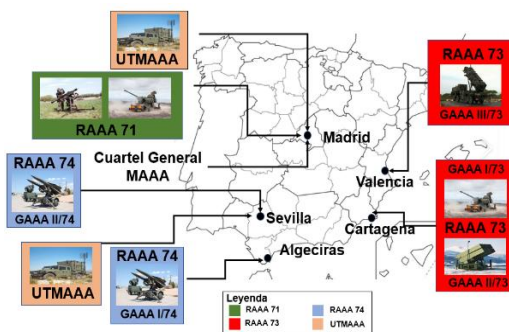 UTMAAA
RAAA 71
Cuartel General
MAAA
RAAA 74
GAAA II/74
UTMAAA
RAAA 74
GAAA I/74
Madrid
Valencia
Sevilla
Cartagena
Algeciras
RAAA 73
GAAA III/73
GAAA I/73
RAAA 73
GAAA II/73
Leyenda
RAAA 71
RAAA 74
RAAA 73
UTMAAA